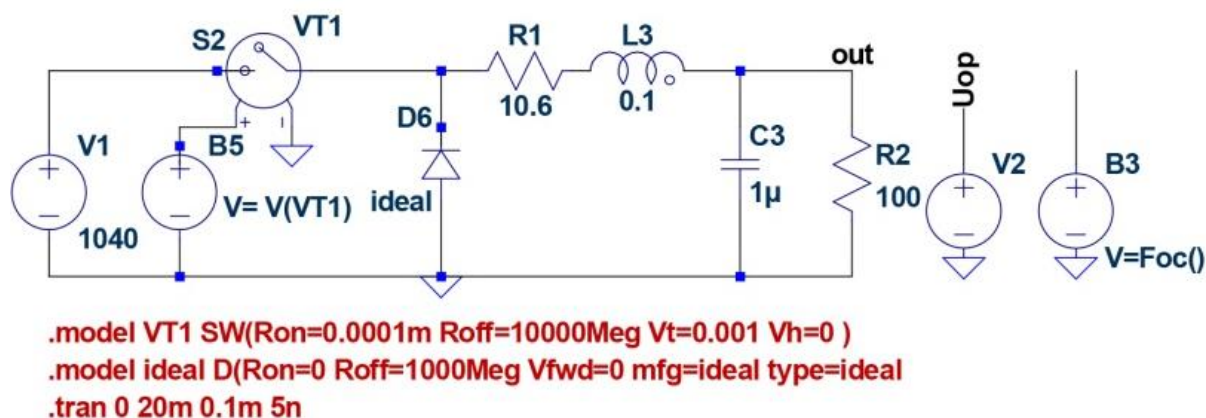 S2
VT1
R1
10.6
L3
0.1
out
Uop
V1
1040
+
-
B5
V= V(VT1)
D6
ideal
C3
1µ
R2
100
V2
B3
V=Foc()
.model VT1 SW(Ron=0.0001m Roff=10000Meg Vt=0.001 Vh=0 )
.model ideal D(Ron=0 Roff=1000Meg Vfwd=0 mfg=ideal type=ideal
.tran 0 20m 0.1m 5n